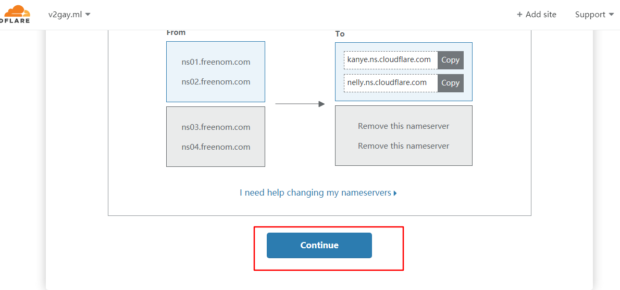 DFLARE
v2gay.ml
+ Add site
Support
From
To
ns01.freenom.com
ns02.freenom.com
kanye.ns.cloudflare.com Copy
nelly.ns.cloudflare.com Copy
ns03.freenom.com
ns04.freenom.com
Remove this nameserver
Remove this nameserver
I need help changing my nameservers
Continue